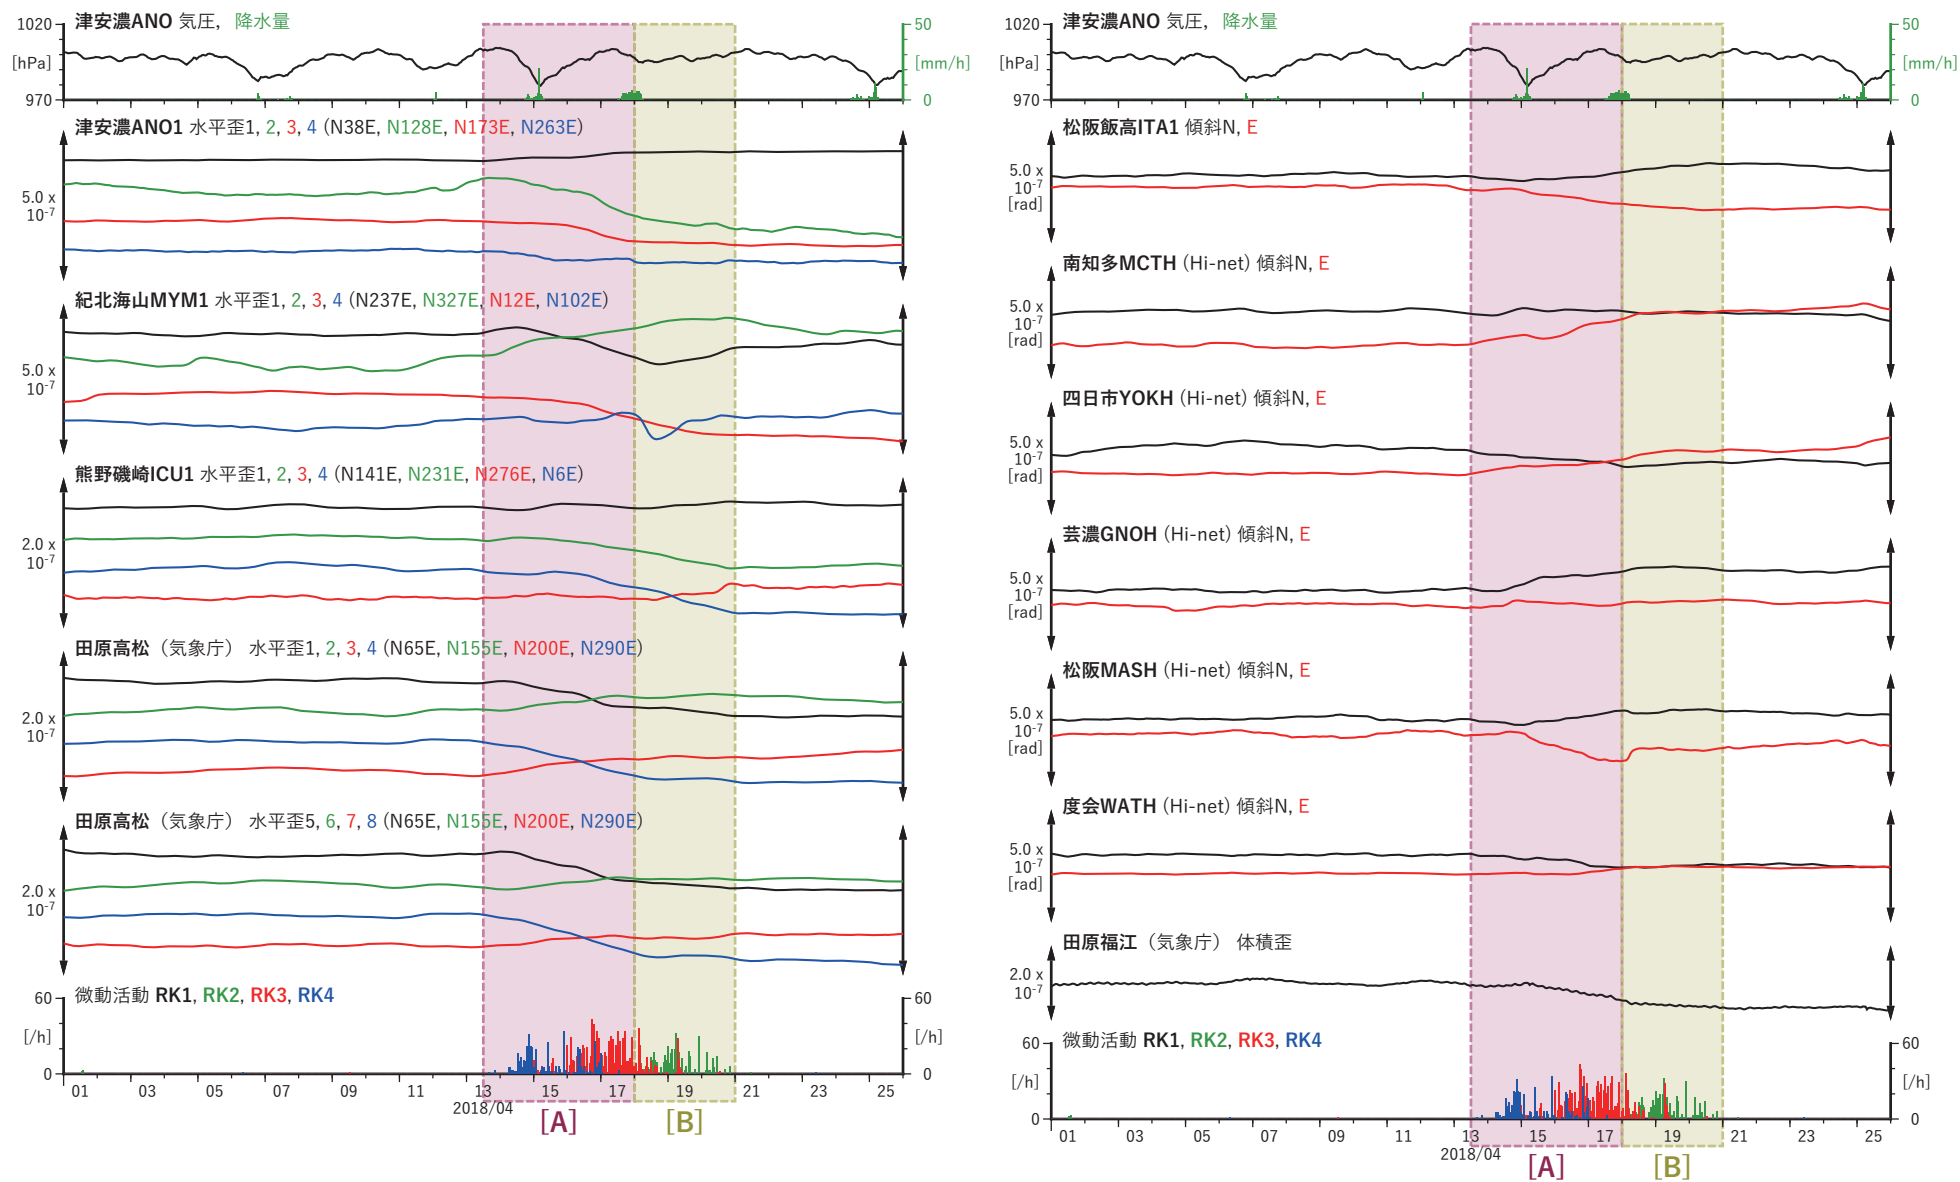 津安濃ANO 気圧, 降水量
1020
[hPa]
970
50
[mm/h]
0
津安濃ANO1 水平歪1, 2, 3, 4 (N38E, N128E, N173E, N263E)
5.0 x
10-7
紀北海山MYM1 水平歪1, 2, 3, 4 (N237E, N327E, N12E, N102E)
5.0 x
10-7
熊野磯崎ICU1 水平歪1, 2, 3, 4 (N141E, N231E, N276E, N6E)
2.0 x
10-7
田原高松（気象庁） 水平歪1, 2, 3, 4 (N65E, N155E, N200E, N290E)
2.0 x
10-7
田原高松（気象庁） 水平歪5, 6, 7, 8 (N65E, N155E, N200E, N290E)
2.0 x
10-7
微動活動 RK1, RK2, RK3, RK4
60
[/h]
0
60
[/h]
0
01 03 05 07 09 11 13 15 17 19 21 23 25
2018/04
[A] [B]
津安濃ANO 気圧, 降水量
1020
[hPa]
970
50
[mm/h]
0
松阪飯高ITA1 傾斜N, E
5.0 x
10-7
[rad]
南知多MCTH (Hi-net) 傾斜N, E
5.0 x
10-7
[rad]
四日市YOKH (Hi-net) 傾斜N, E
5.0 x
10-7
[rad]
芸濃GNOH (Hi-net) 傾斜N, E
5.0 x
10-7
[rad]
松阪MASH (Hi-net) 傾斜N, E
5.0 x
10-7
[rad]
度会WATH (Hi-net) 傾斜N, E
5.0 x
10-7
[rad]
田原福江（気象庁） 体積歪
2.0 x
10-7
微動活動 RK1, RK2, RK3, RK4
60
[/h]
0
60
[/h]
0
01 03 05 07 09 11 13 15 17 19 21 23 25
2018/04
[A] [B]